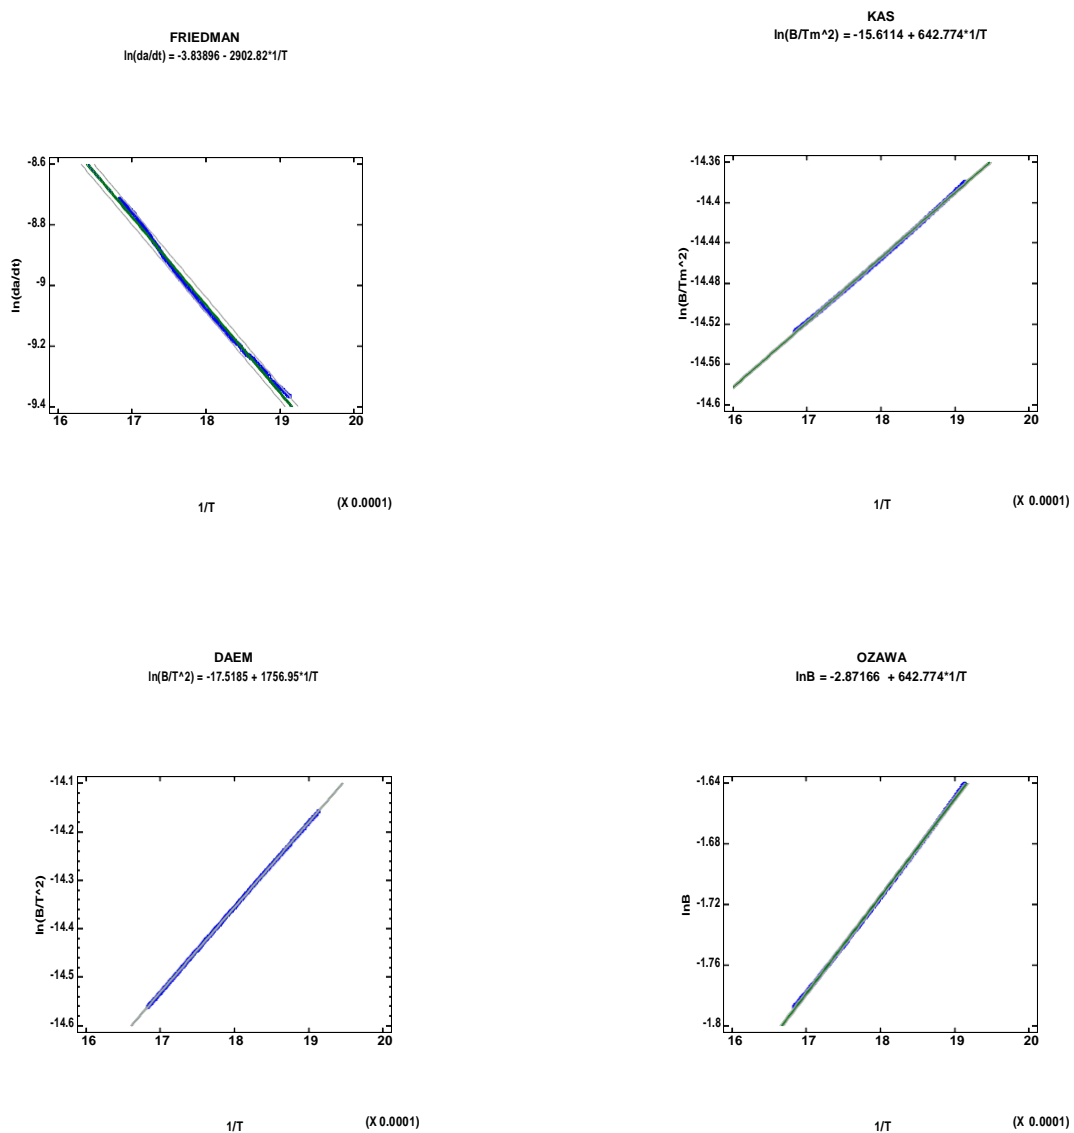 FRIEDMAN
ln(da/dt) = -3.83896 - 2902.82*1/T
-8.6
-8.8
-9
-9.2
-9.4
ln(da/dt)
16 17 18 19 20
1/T
(X 0.0001)
KAS
ln(B/Tm^2) = -15.6114 + 642.774*1/T
-14.36
-14.4
-14.44
-14.48
-14.52
-14.56
-14.6
ln(B/Tm^2)
16 17 18 19 20
1/T
(X 0.0001)
DAEM
ln(B/T^2) = -17.5185 + 1756.95*1/T
-14.1
-14.2
-14.3
-14.4
-14.5
-14.6
ln(B/T^2)
16 17 18 19 20
1/T
(X 0.0001)
OZAWA
lnB = -2.87166 + 642.774*1/T
-1.64
-1.68
-1.72
-1.76
-1.8
lnB
16 17 18 19 20
1/T
(X 0.0001)